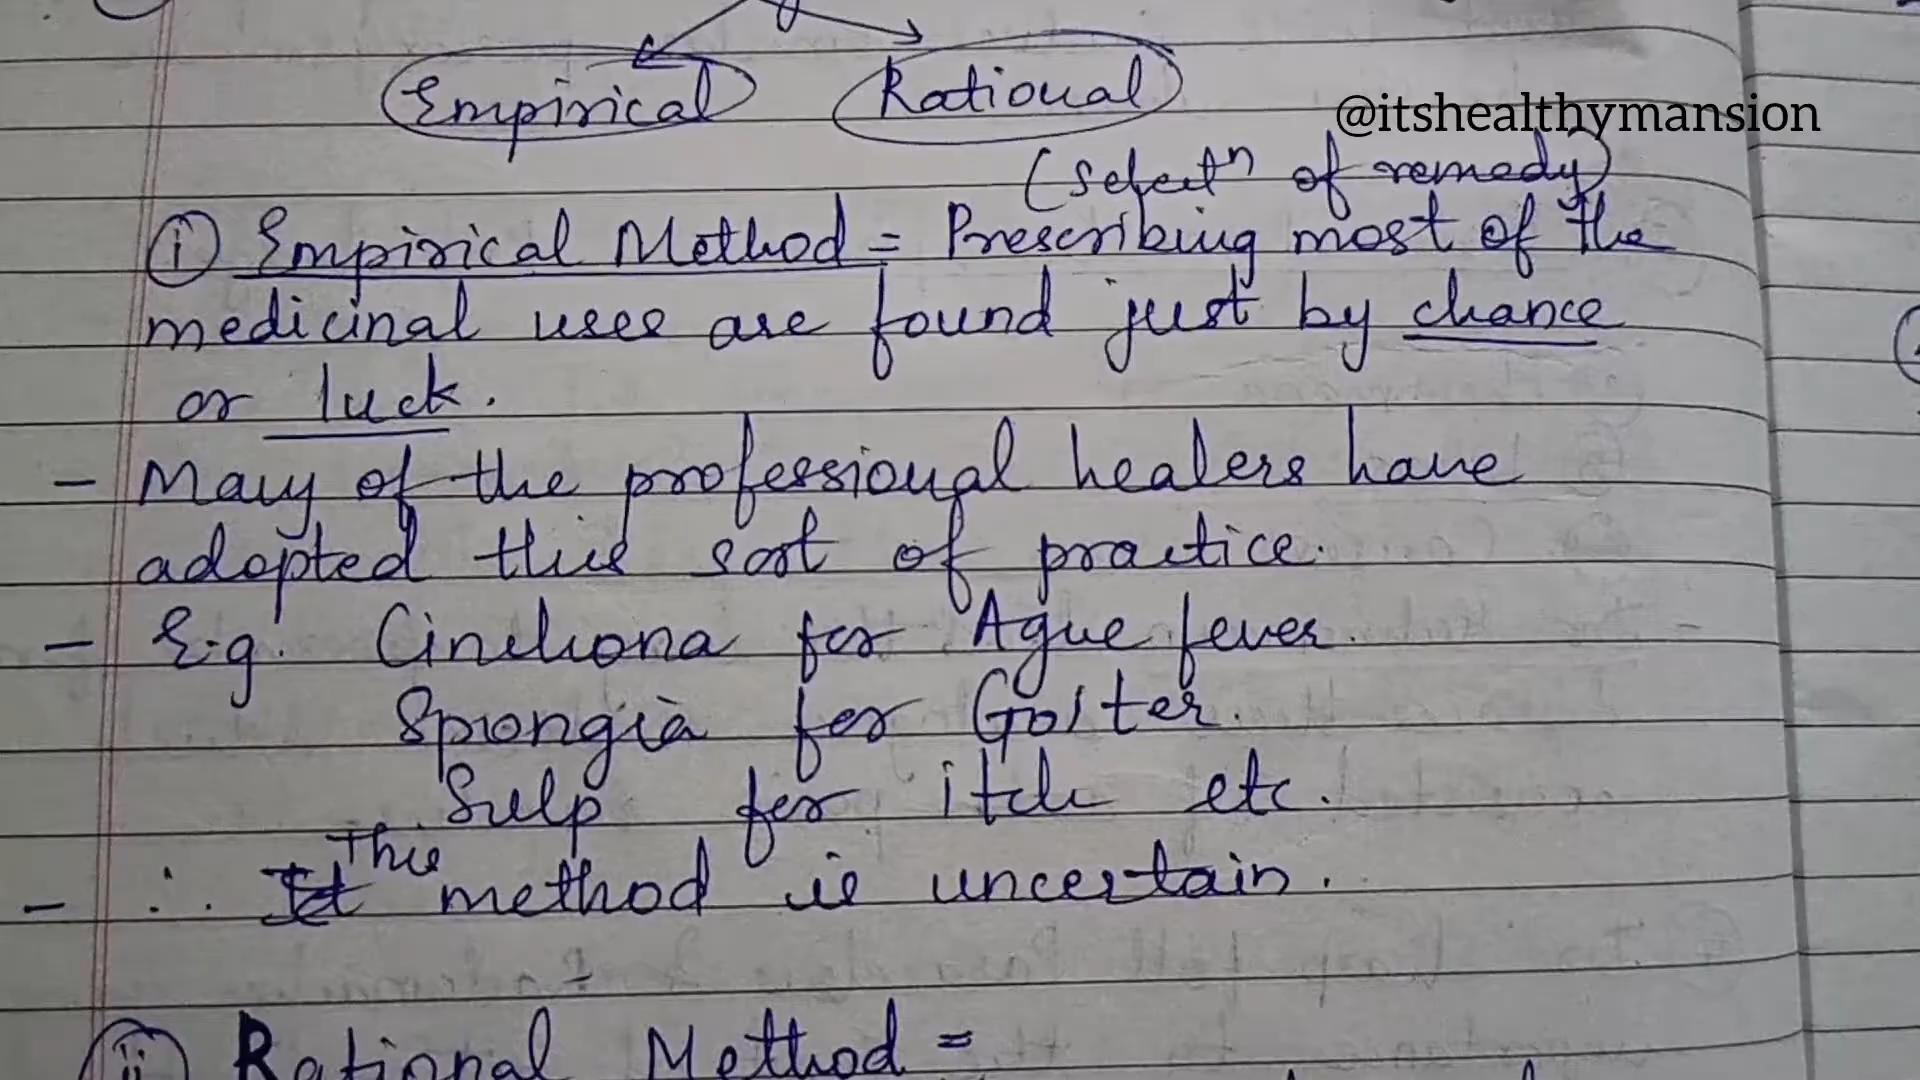 Empirical Rational
@itshealthymansion
(Selectⁿ of remedy)
(i) Empirical Method = Prescribing most of the
medicinal uses are found just by chance
or luck.
- Many of the professional healers have
adopted this sort of practice.
- E.g. Cinchona for Ague fever.
Spongia for Goiter.
Sulp for itch etc.
This
- ∴ It method is uncertain.
(ii) Rational Method =